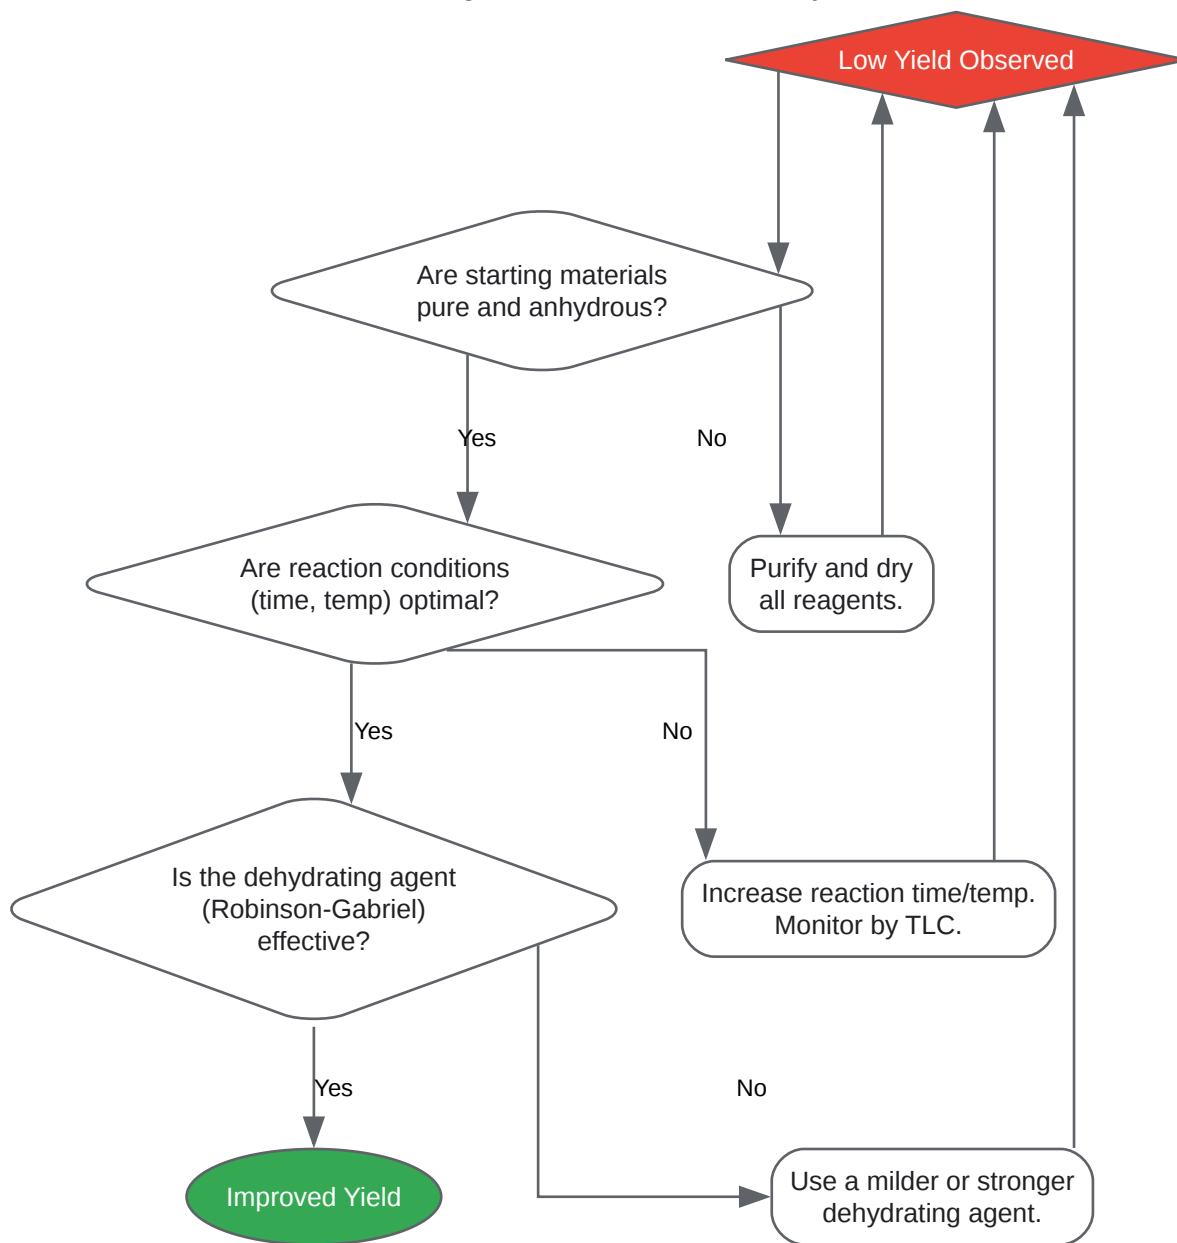 Low Yield Observed
Are starting materials
pure and anhydrous?
Yes
No
Are reaction conditions
(time, temp) optimal?
Purify and dry
all reagents.
Yes
No
Is the dehydrating agent
(Robinson-Gabriel)
effective?
Increase reaction time/temp.
Monitor by TLC.
Yes
No
Improved Yield
Use a milder or stronger
dehydrating agent.